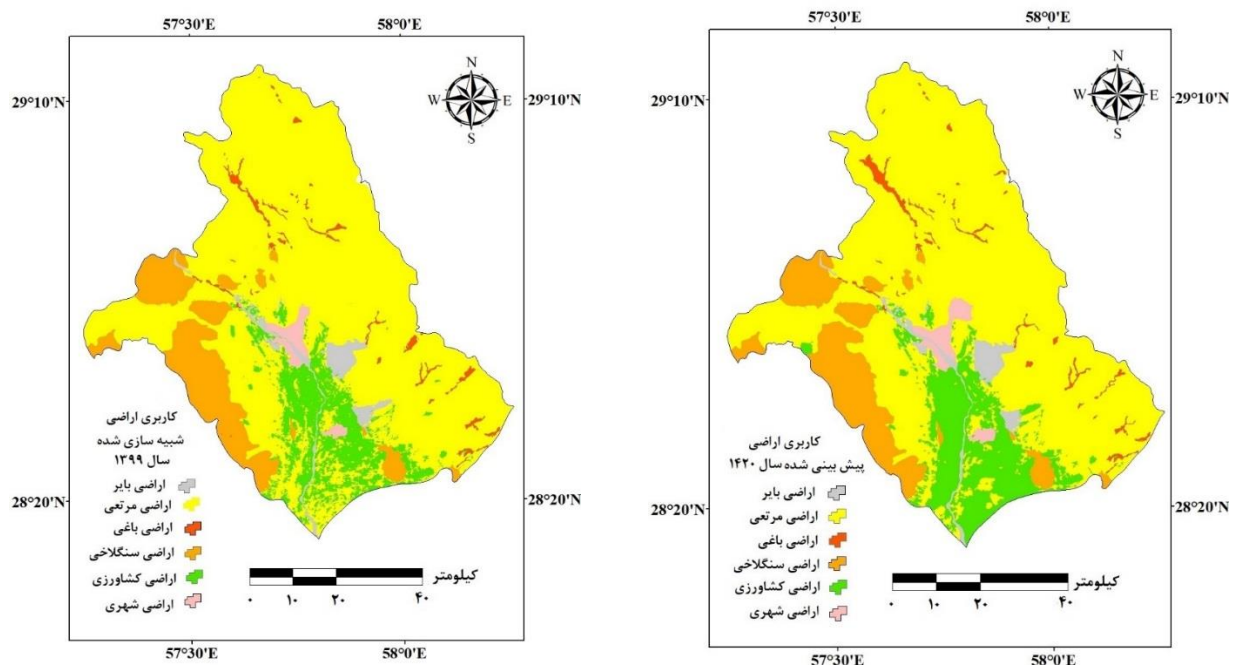 57°30'E
58°0'E
29°10'N
29°10'N
N
W
E
S
28°20'N
28°20'N
کاربری اراضی
شبیه سازی شده
سال ۱۳۹۹
اراضی بایر
اراضی مرتعی
اراضی باغی
اراضی سنگلاخی
اراضی کشاورزی
اراضی شهری
کیلومتر
۰ ۱۰ ۲۰ ۴۰
57°30'E
58°0'E
57°30'E
58°0'E
29°10'N
29°10'N
N
W
E
S
28°20'N
28°20'N
کاربری اراضی
پیش بینی شده سال ۱۴۲۰
اراضی بایر
اراضی مرتعی
اراضی باغی
اراضی سنگلاخی
اراضی کشاورزی
اراضی شهری
کیلومتر
۰ ۱۰ ۲۰ ۴۰
57°30'E
58°0'E